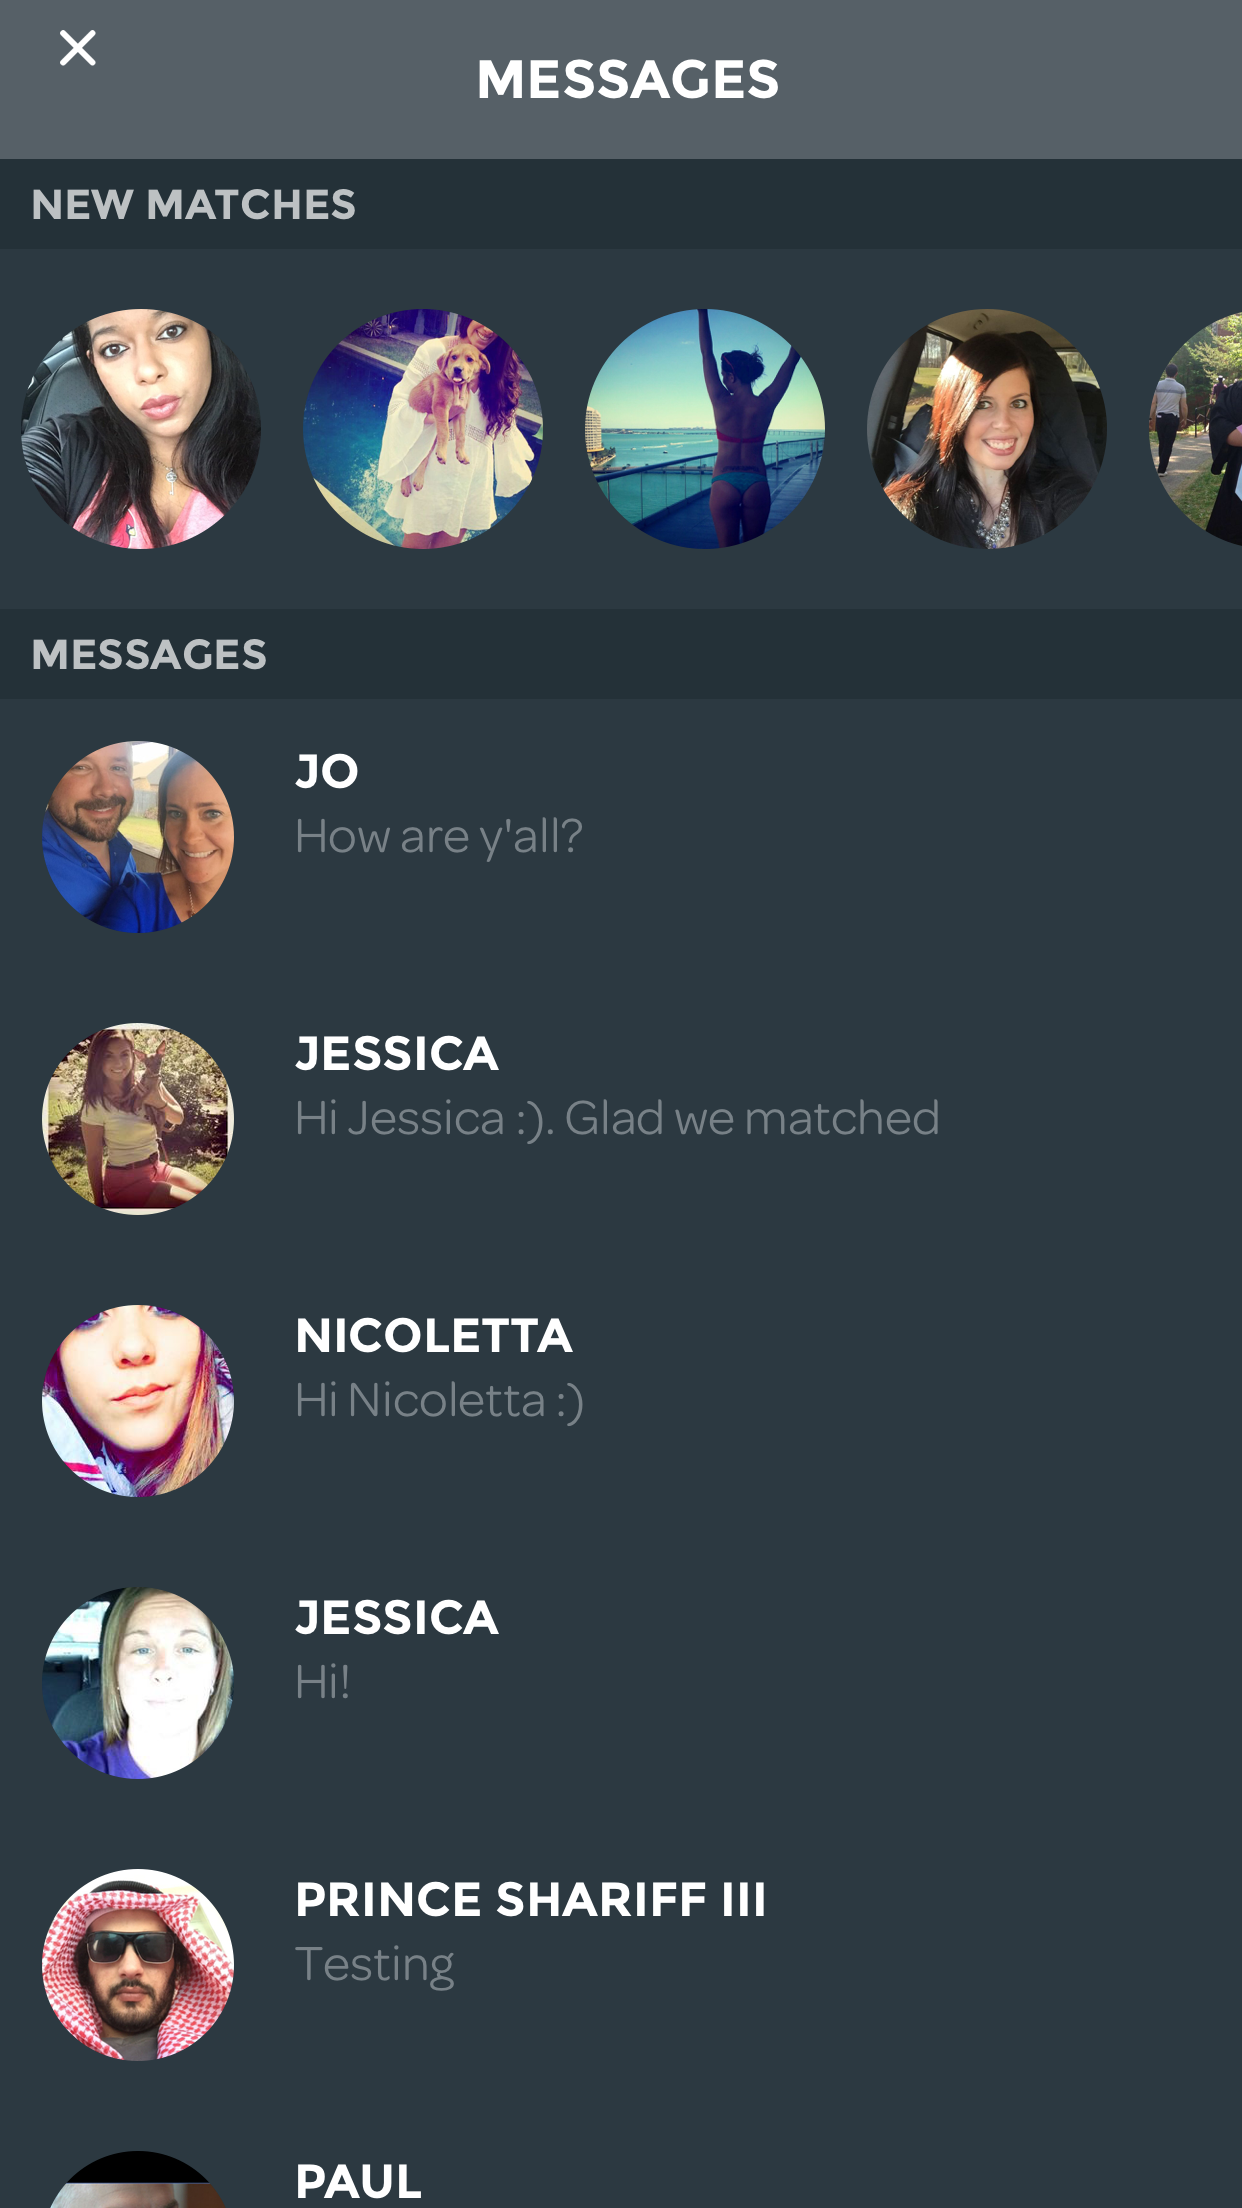 MESSAGES
NEW MATCHES
MESSAGES
JO
How are y'all?
JESSICA
Hi Jessica :). Glad we matched
NICOLETTA
Hi Nicoletta :)
JESSICA
Hi!
PRINCE SHARIFF III
Testing
PAUL